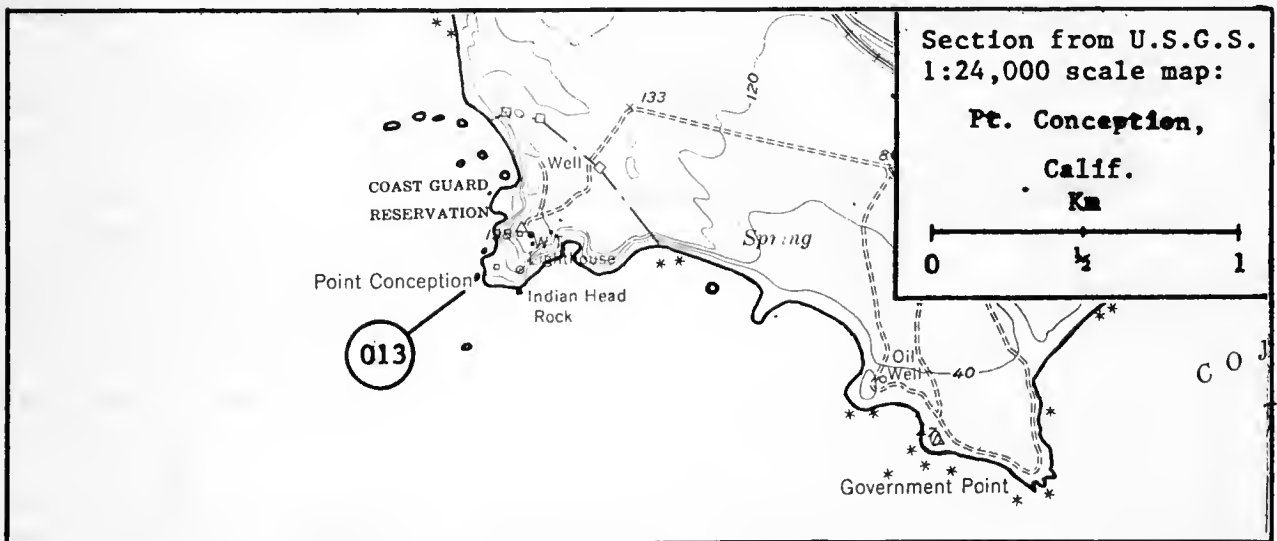 Section from U.S.G.S.
1:24,000 scale map:
Pt. Conception,
Calif.
Km
0 ½ 1
133
120
Well
COAST GUARD
RESERVATION
Spring
Lighthouse
Point Conception
Indian Head
Rock
013
Oil
Well
40
Government Point